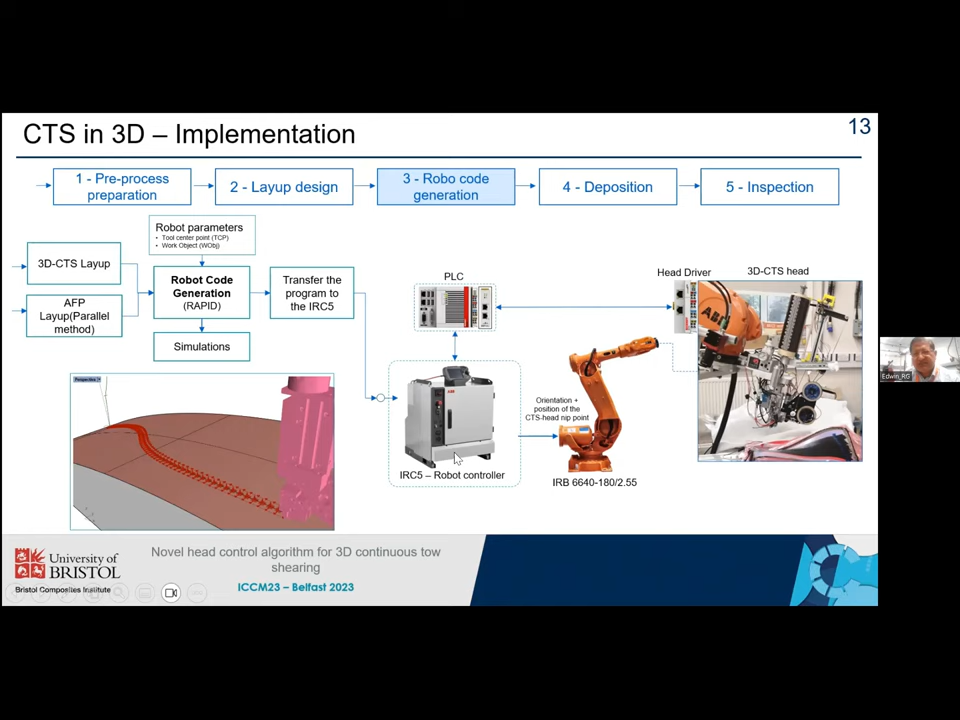 CTS in 3D – Implementation
13
1 - Pre-process
preparation
2 - Layup design
3 - Robo code
generation
4 - Deposition
5 - Inspection
Robot parameters
• Tool center point (TCP)
• Work Object (WObj)
3D-CTS Layup
AFP
Layup(Parallel
method)
Robot Code
Generation
(RAPID)
Transfer the
program to
the IRC5
Simulations
Perspective
PLC
Head Driver
3D-CTS head
ABB
Orientation +
position of the
CTS-head nip point
IRC5 – Robot controller
IRB 6640-180/2.55
Edwin_RG
University of
BRISTOL
Bristol Composites Institute
Novel head control algorithm for 3D continuous tow
shearing
ICCM23 – Belfast 2023